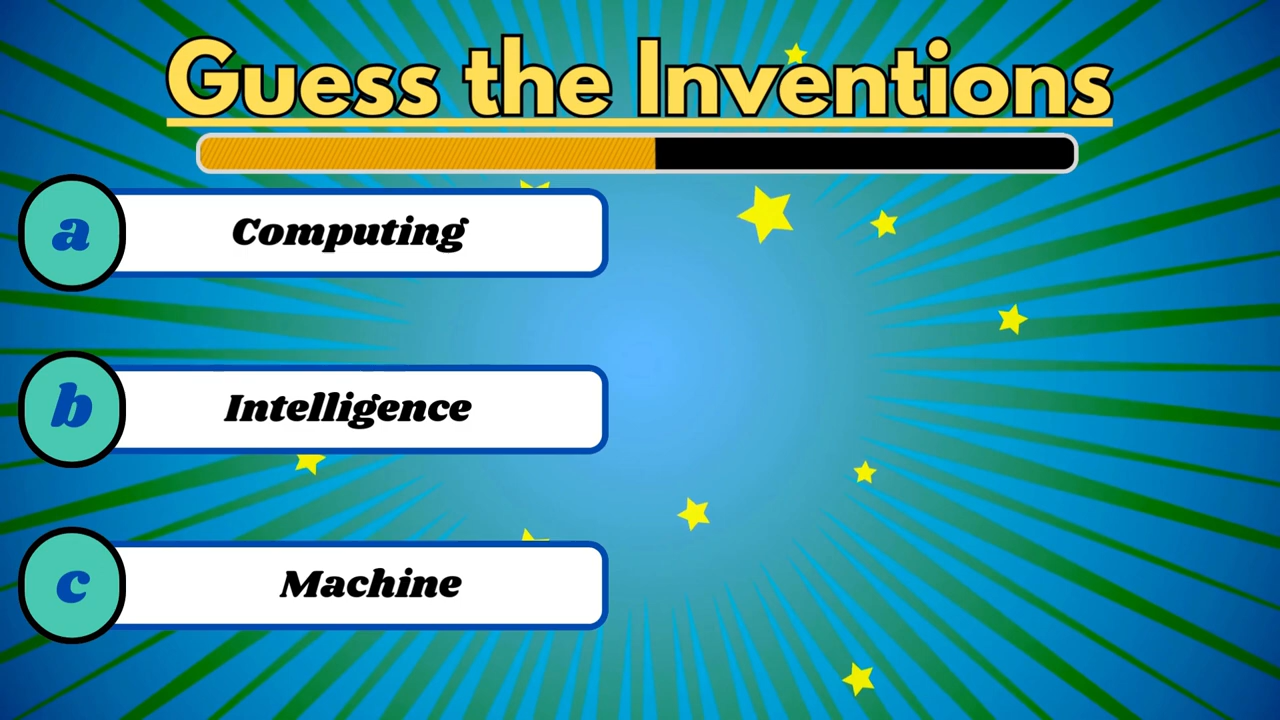 Guess the Inventions
a Computing
b Intelligence
c Machine